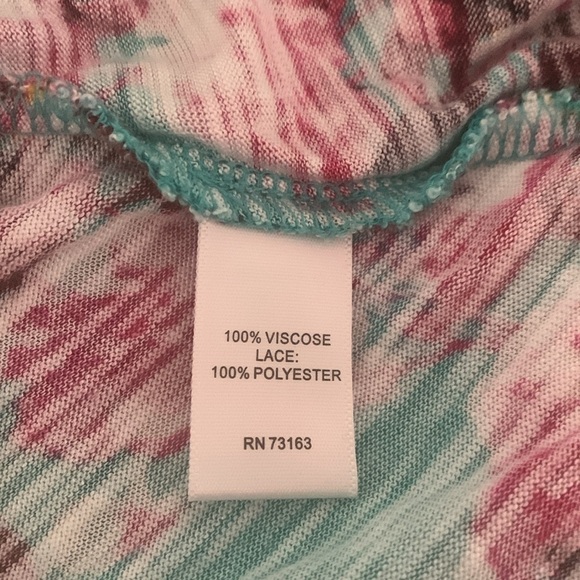 100% VISCOSE
LACE:
100% POLYESTER
RN 73163